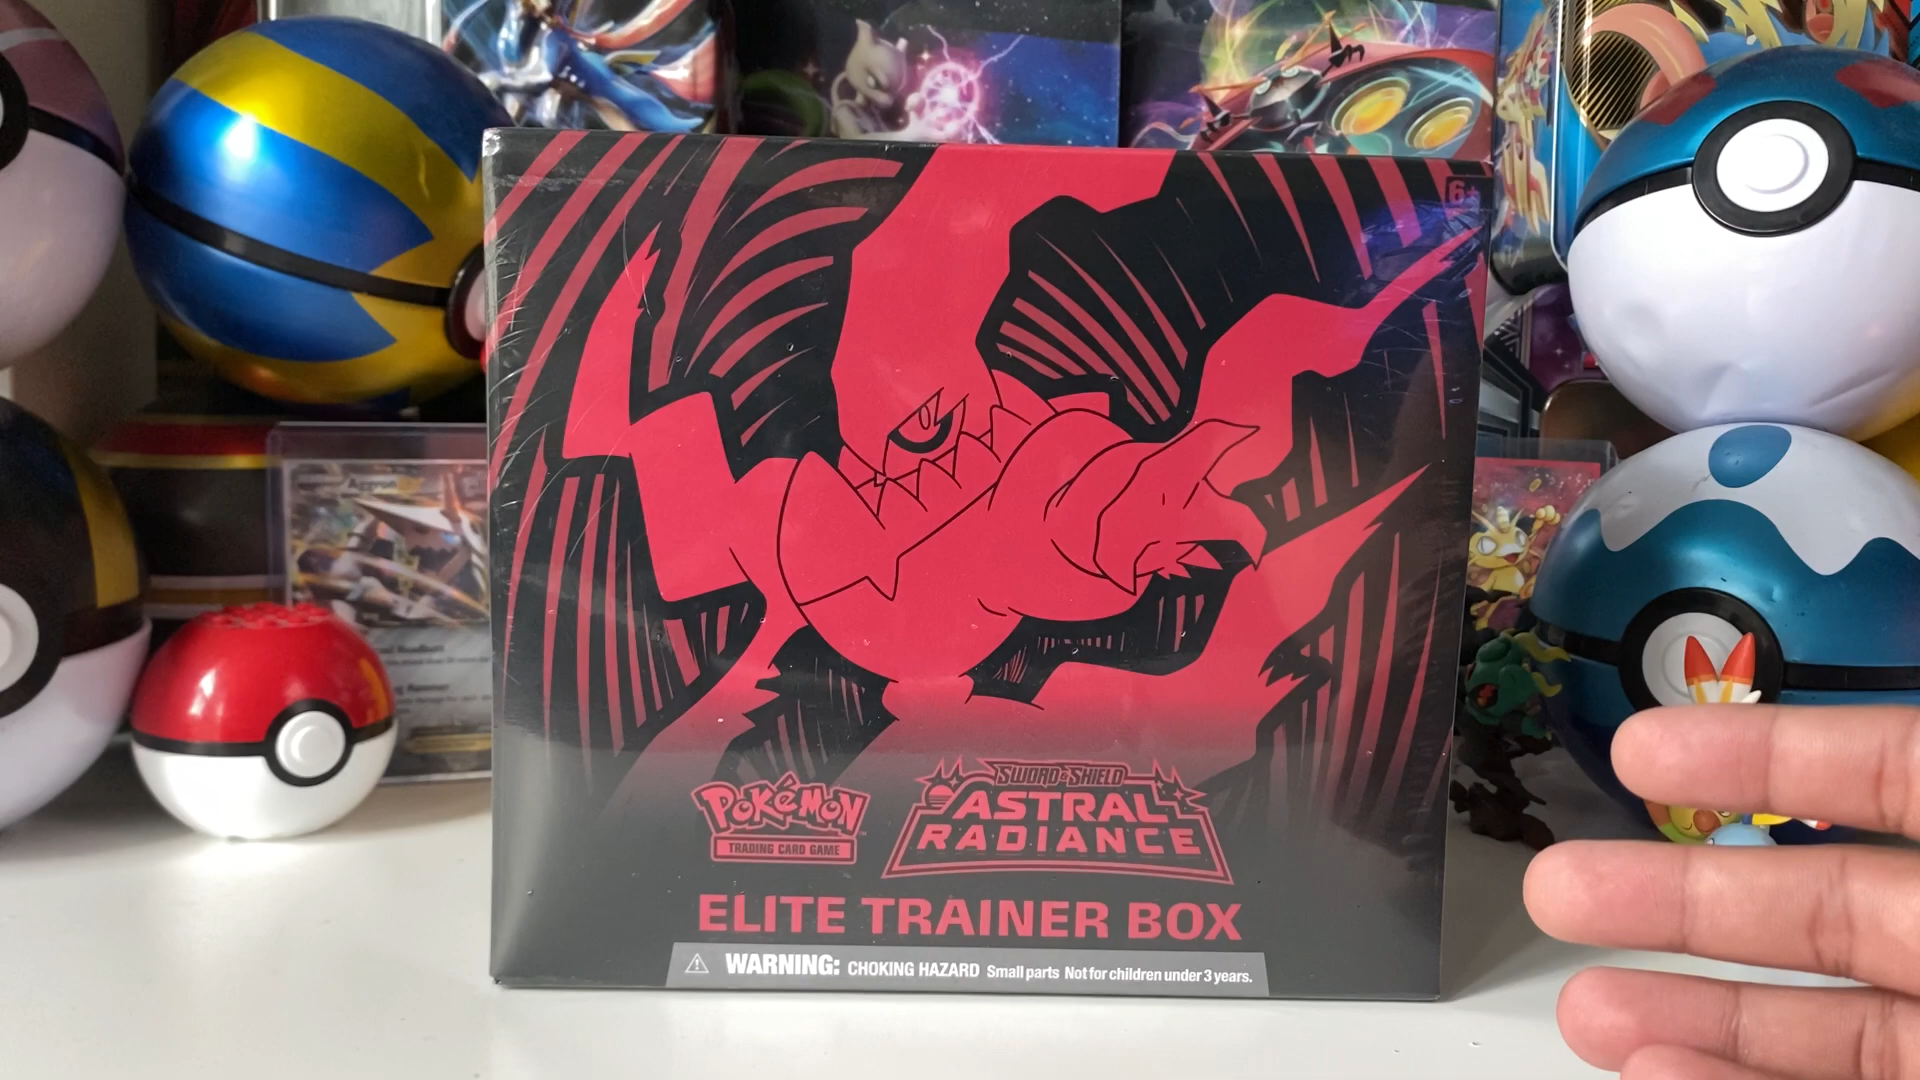 6+
POKéMON
TRADING CARD GAME
SWORD & SHIELD
ASTRAL
RADIANCE
ELITE TRAINER BOX
WARNING: CHOKING HAZARD Small parts Not for children under 3 years.
Aggron